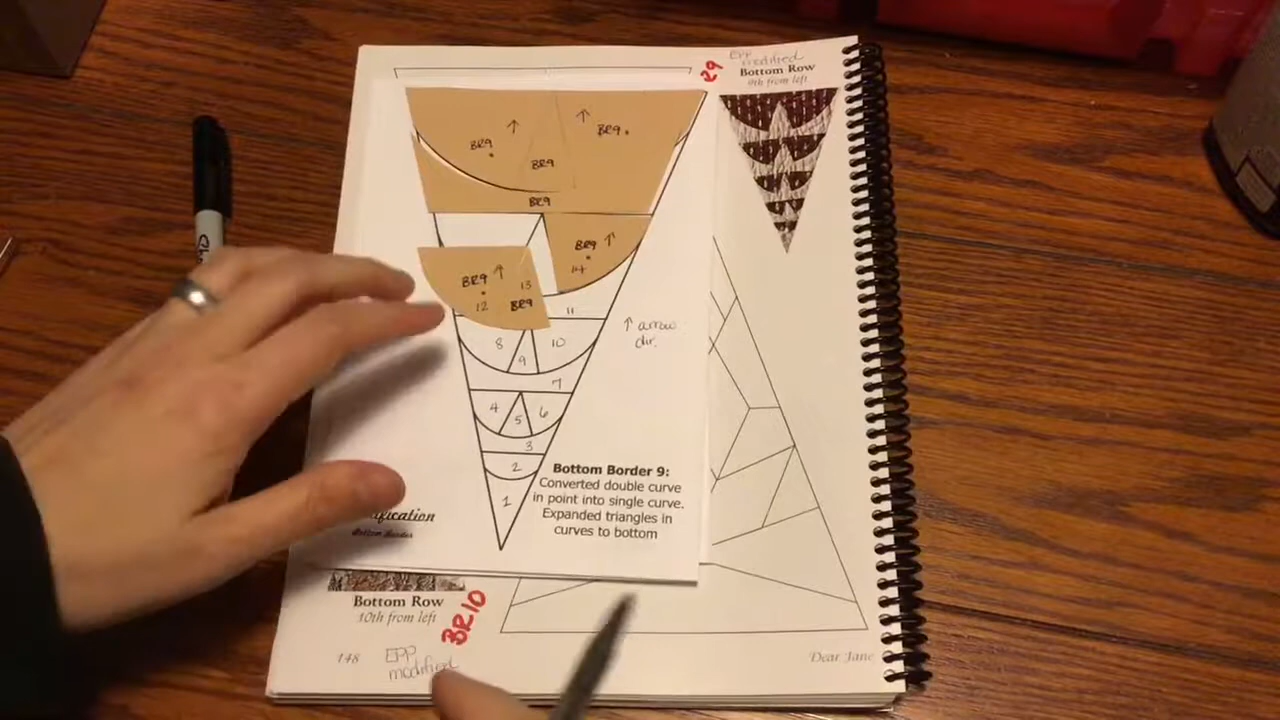 EPP
modified
29
Bottom Row
9th from left
BR9
↑
↑
BR9
BR9
BR9
BR9 ↑
14
BR9 ↑
13
12
BR9
11
8
10
9
7
4
6
5
3
2
1
↑ arrow
dir.
Bottom Border 9:
Converted double curve
in point into single curve.
Expanded triangles in
curves to bottom
Bottom Border
Bottom Row
10th from left
BR10
148
EPP
modified
Dear Jane